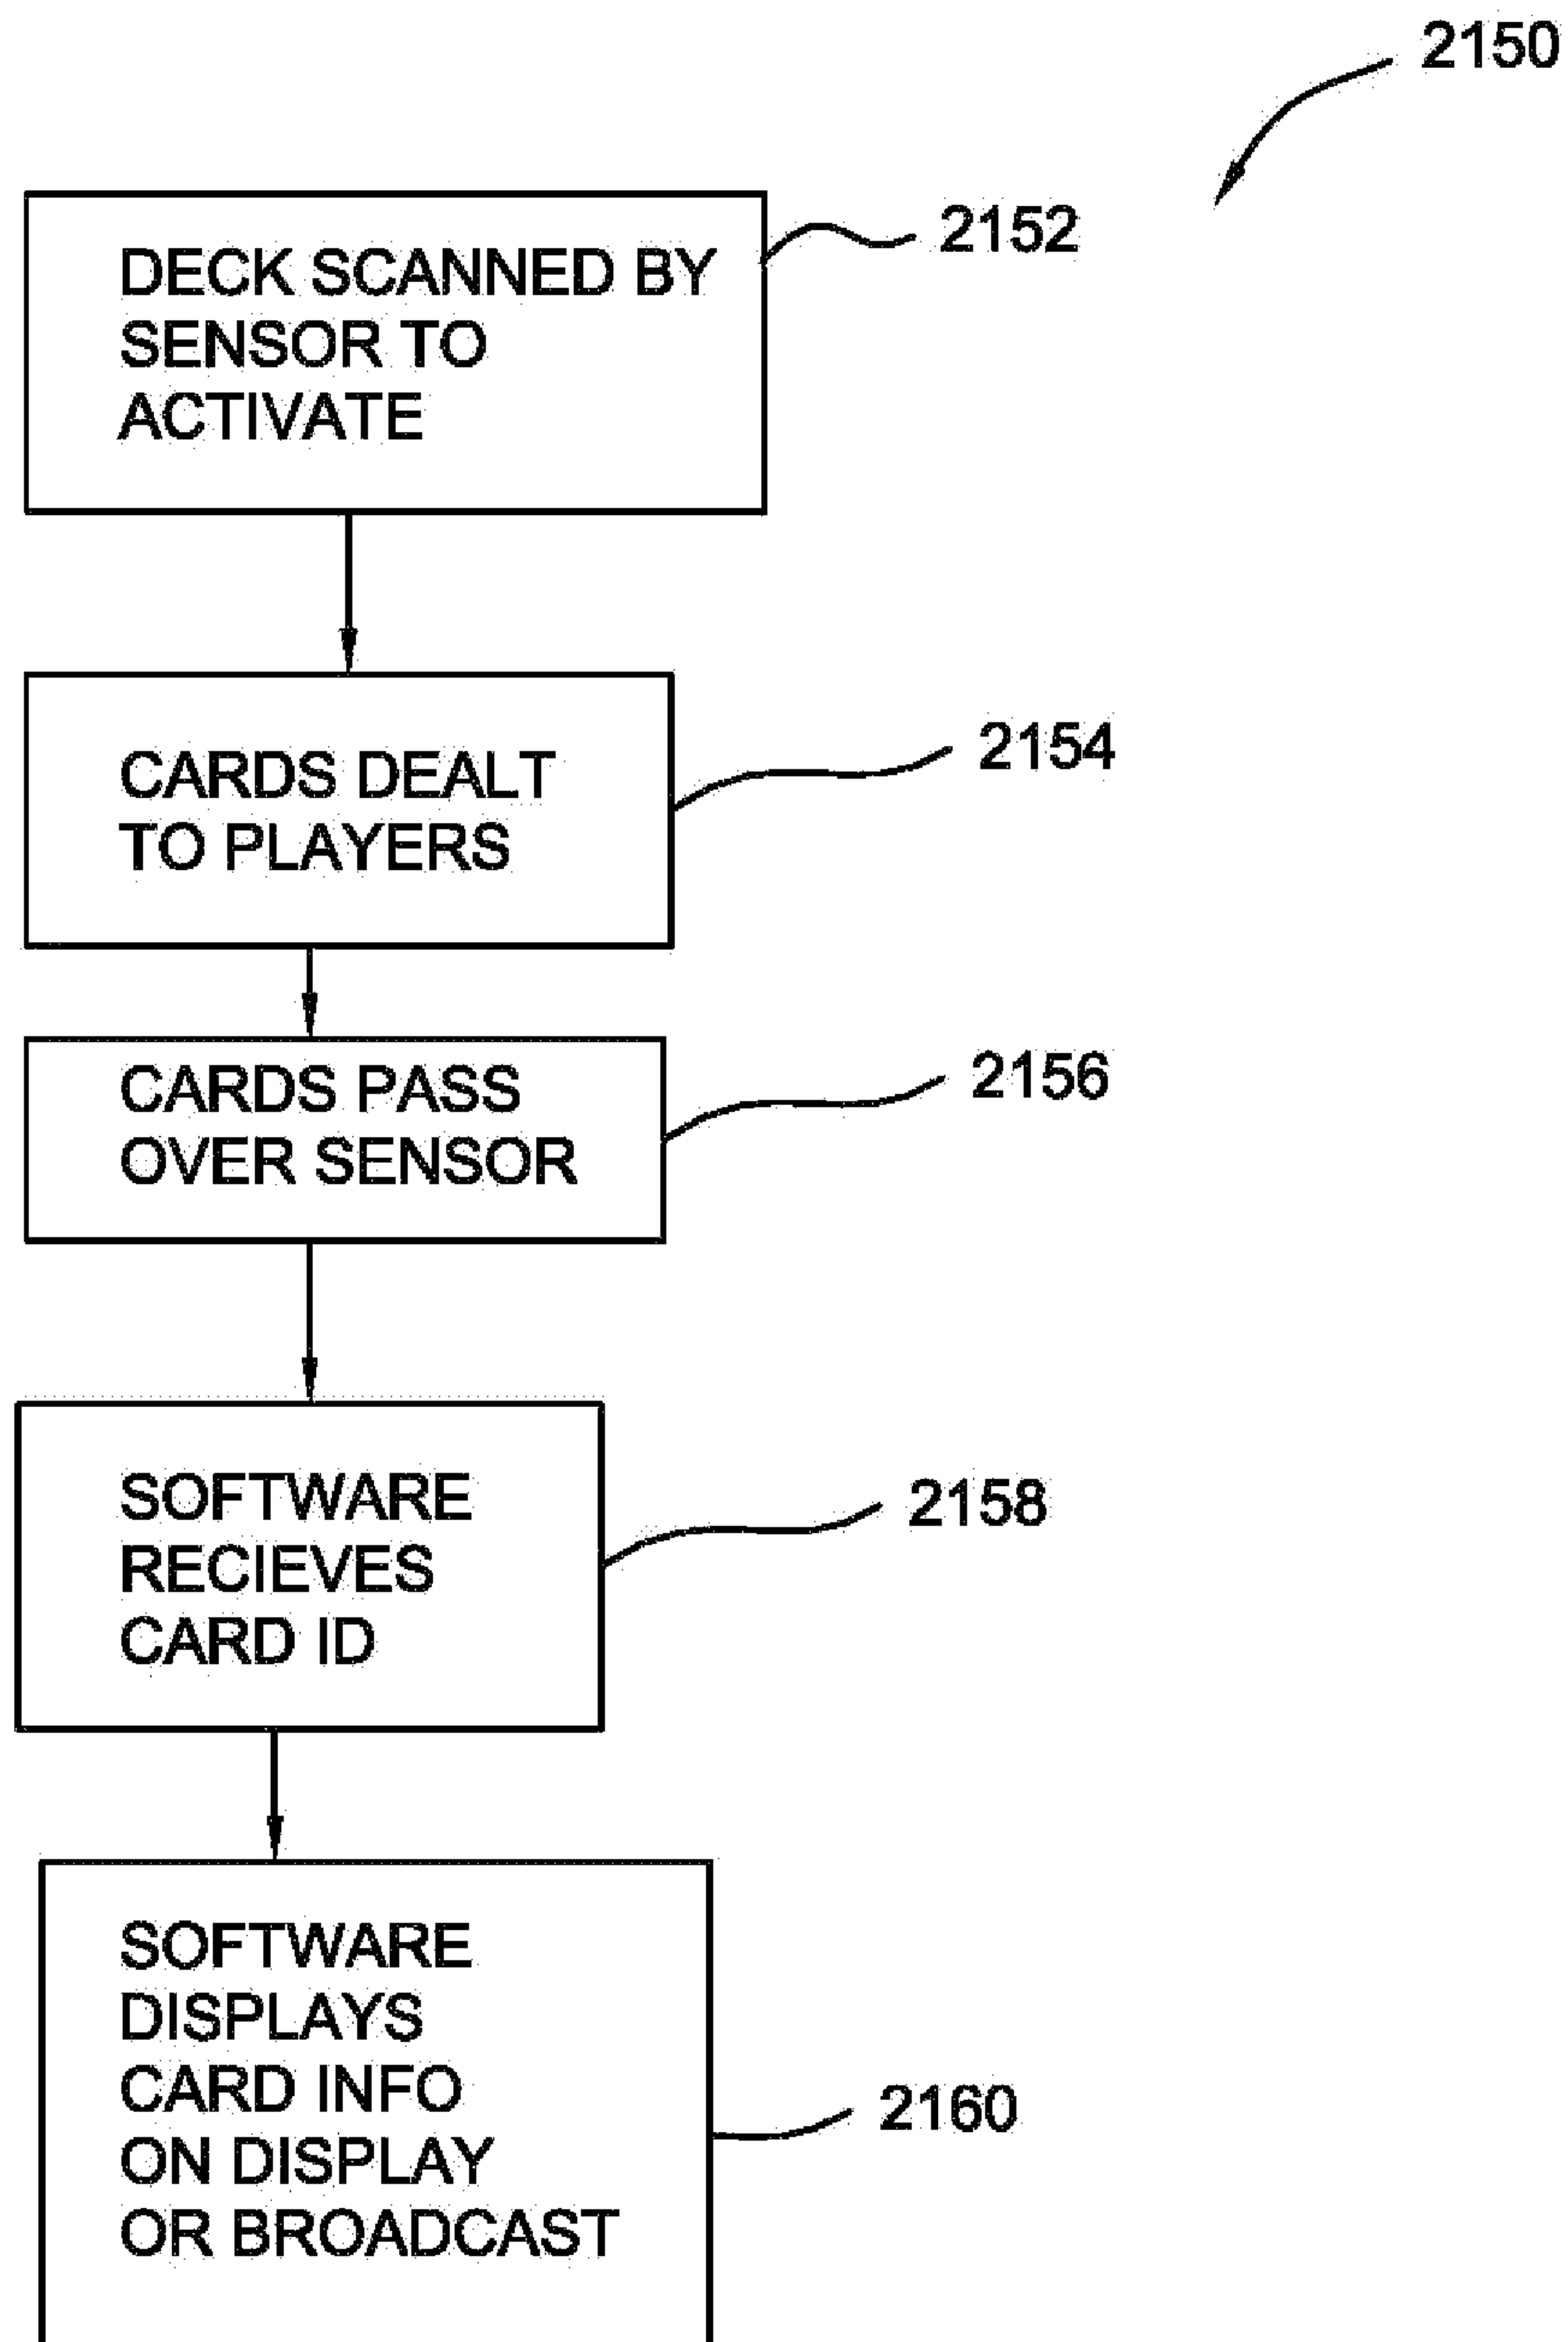 2150
DECK SCANNED BY
SENSOR TO
ACTIVATE
2152
CARDS DEALT
TO PLAYERS
2154
CARDS PASS
OVER SENSOR
2156
SOFTWARE
RECIEVES
CARD ID
2158
SOFTWARE
DISPLAYS
CARD INFO
ON DISPLAY
OR BROADCAST
2160